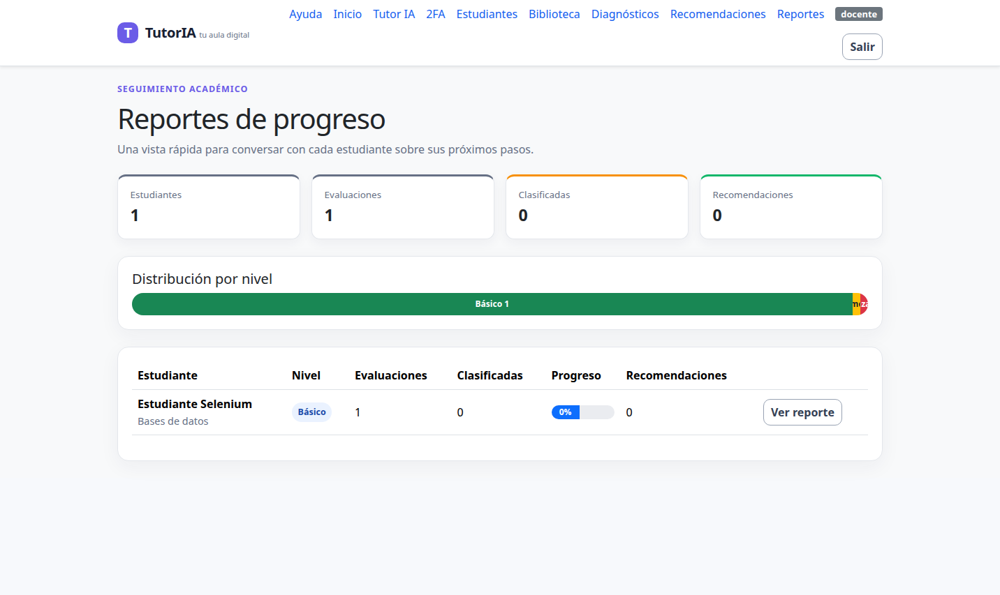 Ayuda Inicio Tutor IA 2FA Estudiantes Biblioteca Diagnósticos Recomendaciones Reportes docente
T TutorIA tu aula digital
Salir
SEGUIMIENTO ACADÉMICO
Reportes de progreso
Una vista rápida para conversar con cada estudiante sobre sus próximos pasos.
Estudiantes Evaluaciones Clasificadas Recomendaciones
1 1 0 0
Distribución por nivel
Básico 1
Estudiante Nivel Evaluaciones Clasificadas Progreso Recomendaciones
Estudiante Selenium Básico 1 0 0% 0 Ver reporte
Bases de datos